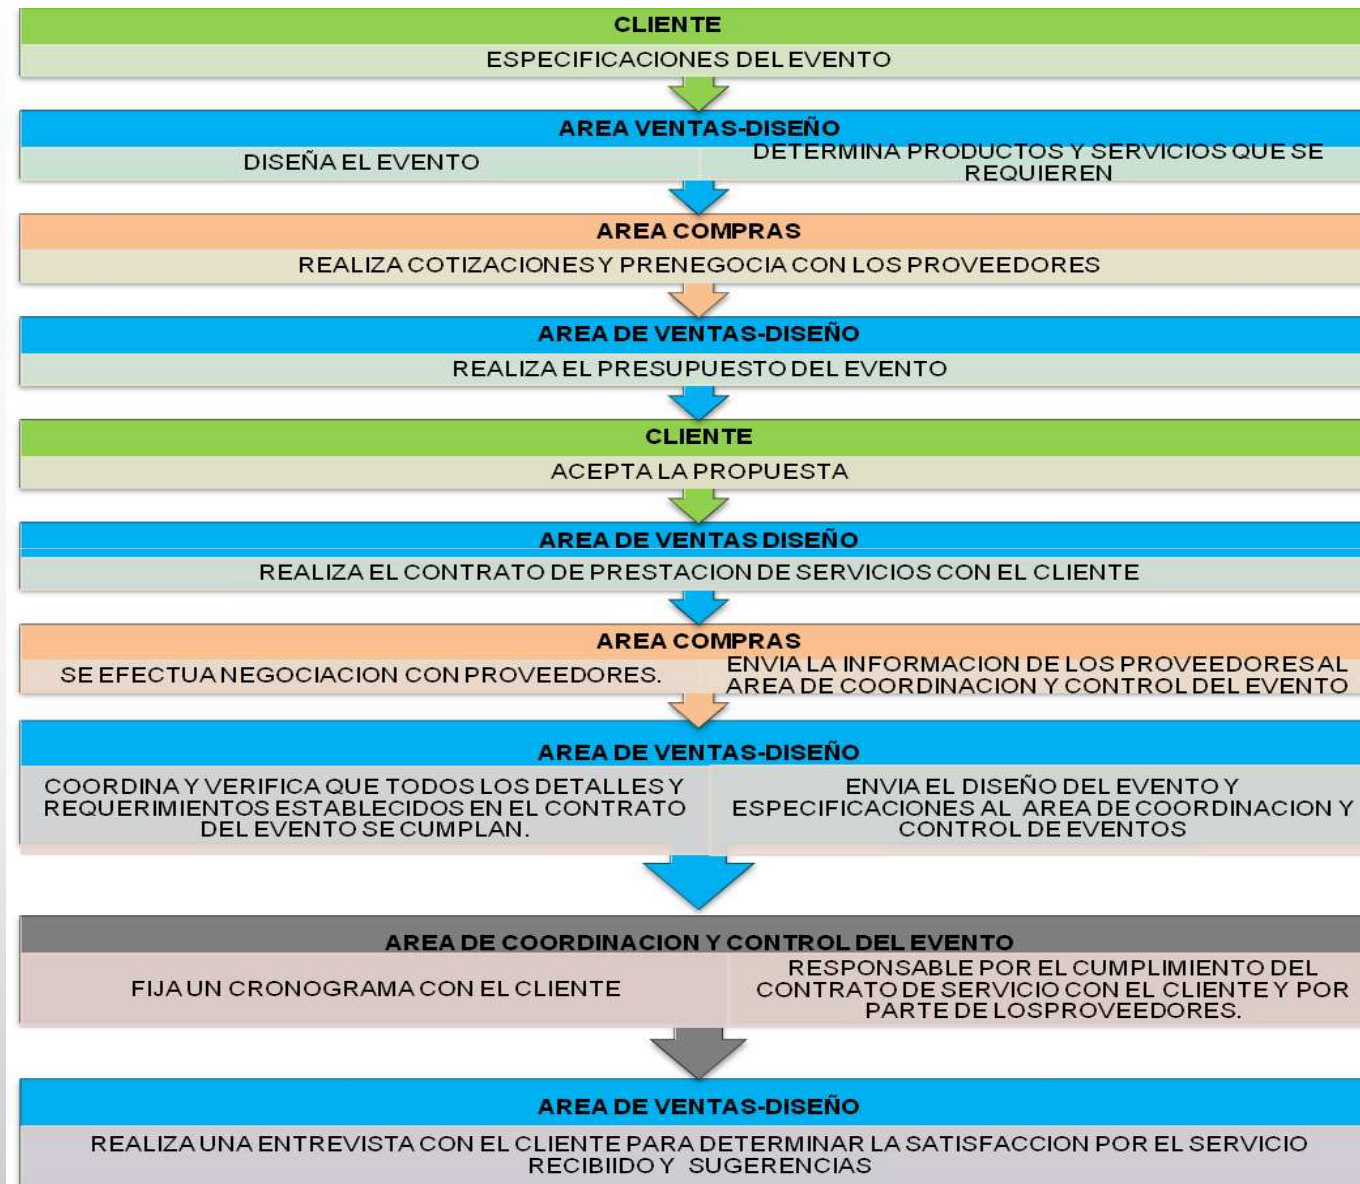 CLIENTE
ESPECIFICACIONES DEL EVENTO
AREA VENTAS-DISEÑO
DISEÑA EL EVENTO
DETERMINA PRODUCTOS Y SERVICIOS QUE SE
REQUIEREN
AREA COMPRAS
REALIZA COTIZACIONES Y PRENEGOCIA CON LOS PROVEEDORES
AREA DE VENTAS-DISEÑO
REALIZA EL PRESUPUESTO DEL EVENTO
CLIENTE
ACEPTA LA PROPUESTA
AREA DE VENTAS DISEÑO
REALIZA EL CONTRATO DE PRESTACION DE SERVICIOS CON EL CLIENTE
AREA COMPRAS
SE EFECTUA NEGOCIACION CON PROVEEDORES.
ENVIA LA INFORMACION DE LOS PROVEEDORES AL
AREA DE COORDINACION Y CONTROL DEL EVENTO
AREA DE VENTAS-DISEÑO
COORDINA Y VERIFICA QUE TODOS LOS DETALLES Y
REQUERIMIENTOS ESTABLECIDOS EN EL CONTRATO
DEL EVENTO SE CUMPLAN.
ENVIA EL DISEÑO DEL EVENTO Y
ESPECIFICACIONES AL AREA DE COORDINACION Y
CONTROL DE EVENTOS
AREA DE COORDINACION Y CONTROL DEL EVENTO
FIJA UN CRONOGRAMA CON EL CLIENTE
RESPONSABLE POR EL CUMPLIMIENTO DEL
CONTRATO DE SERVICIO CON EL CLIENTE Y POR
PARTE DE LOSPROVEEDORES.
AREA DE VENTAS-DISEÑO
REALIZA UNA ENTREVISTA CON EL CLIENTE PARA DETERMINAR LA SATISFACCION POR EL SERVICIO
RECIBIIDO Y SUGERENCIAS